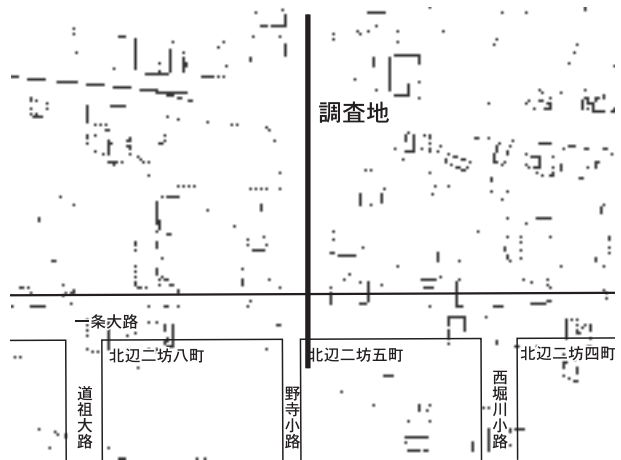 調査地
一条大路
北辺二坊八町
北辺二坊五町
北辺二坊四町
道祖大路
野寺小路
西堀川小路